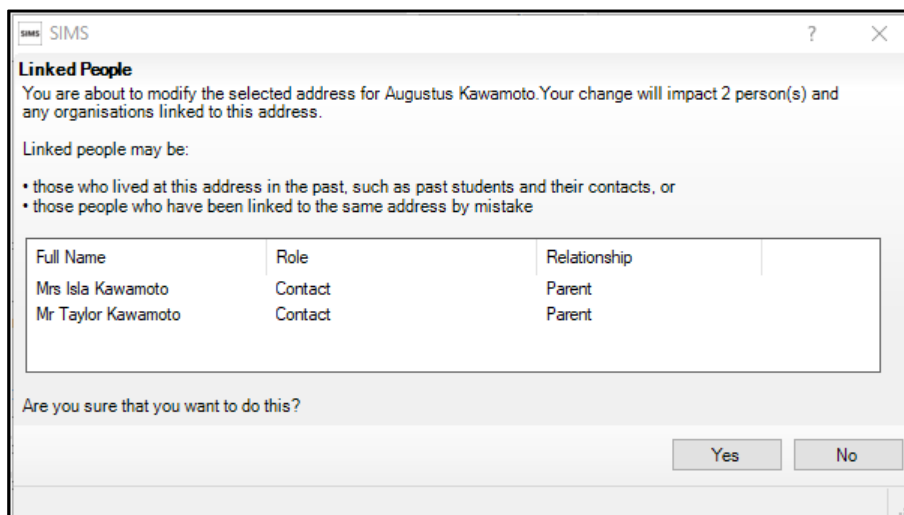 SIMS SIMS ?
Linked People
You are about to modify the selected address for Augustus Kawamoto.Your change will impact 2 person(s) and
any organisations linked to this address.
Linked people may be:
• those who lived at this address in the past, such as past students and their contacts, or
• those people who have been linked to the same address by mistake
Full Name Role Relationship
Mrs Isla Kawamoto Contact Parent
Mr Taylor Kawamoto Contact Parent
Are you sure that you want to do this?
Yes No